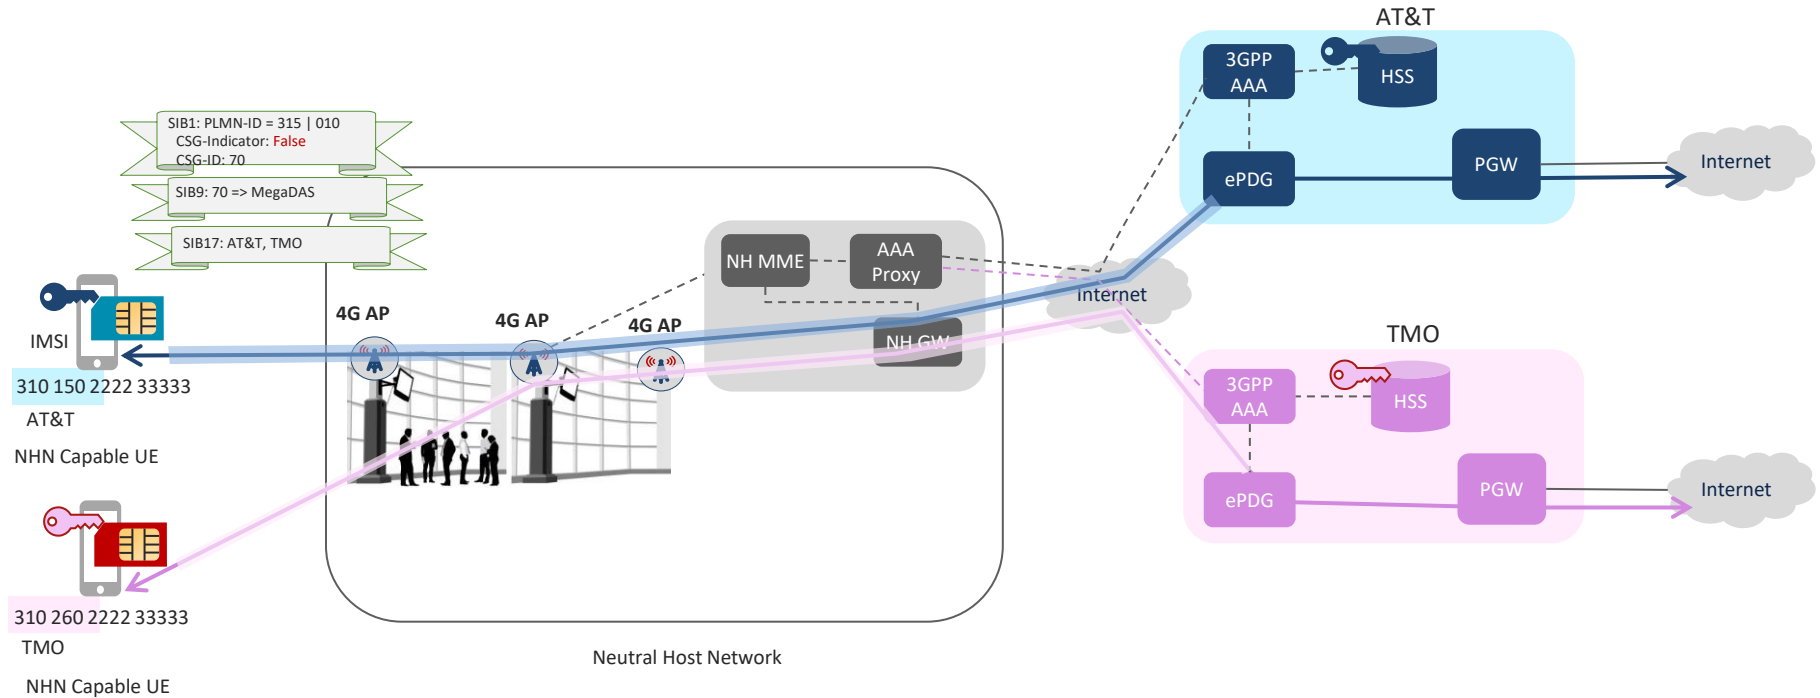 AT&T
3GPP
AAA
HSS
ePDG
PGW
Internet
SIB1: PLMN-ID = 315 | 010
CSG-Indicator: False
CSG-ID: 70
SIB9: 70 => MegaDAS
SIB17: AT&T, TMO
NH MME
AAA
Proxy
NH GW
Internet
4G AP
4G AP
4G AP
IMSI
310 150 2222 33333
AT&T
NHN Capable UE
TMO
3GPP
AAA
HSS
ePDG
PGW
Internet
310 260 2222 33333
TMO
NHN Capable UE
Neutral Host Network